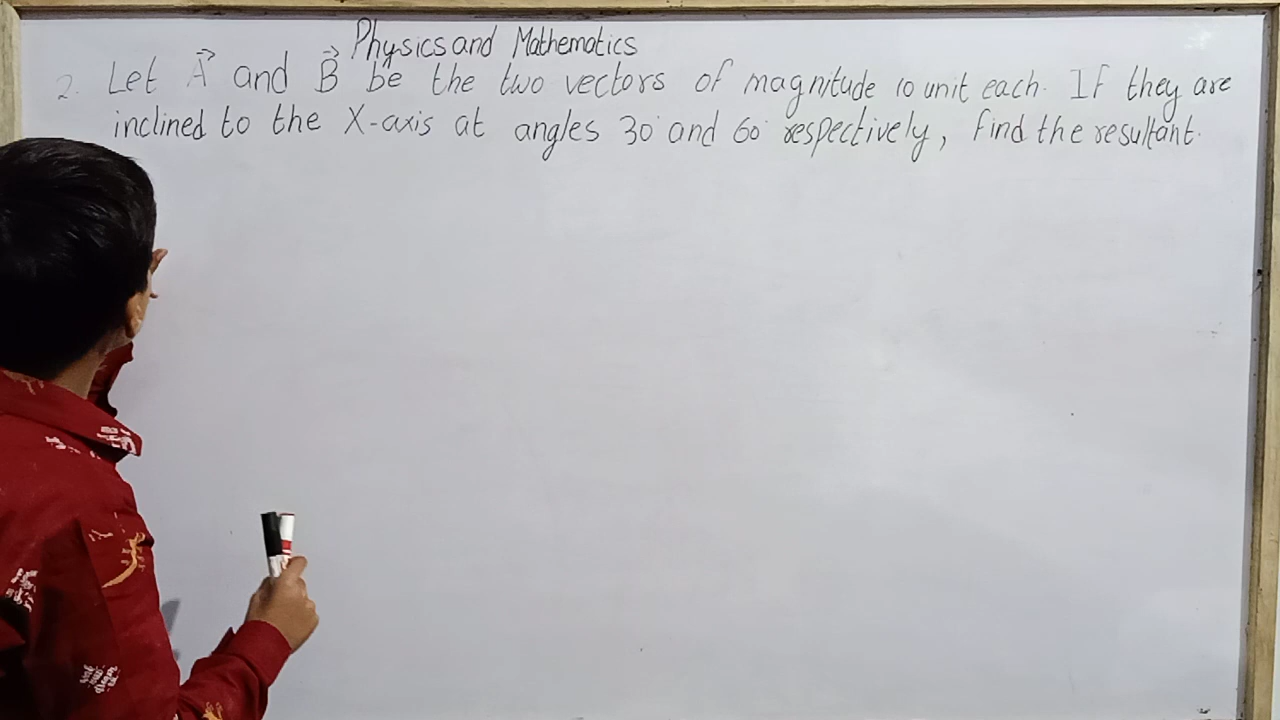 Physics and Mathematics
2. Let A⃗ and B⃗ be the two vectors of magnitude 10 unit each. If they are
inclined to the X-axis at angles 30° and 60° respectively, find the resultant.